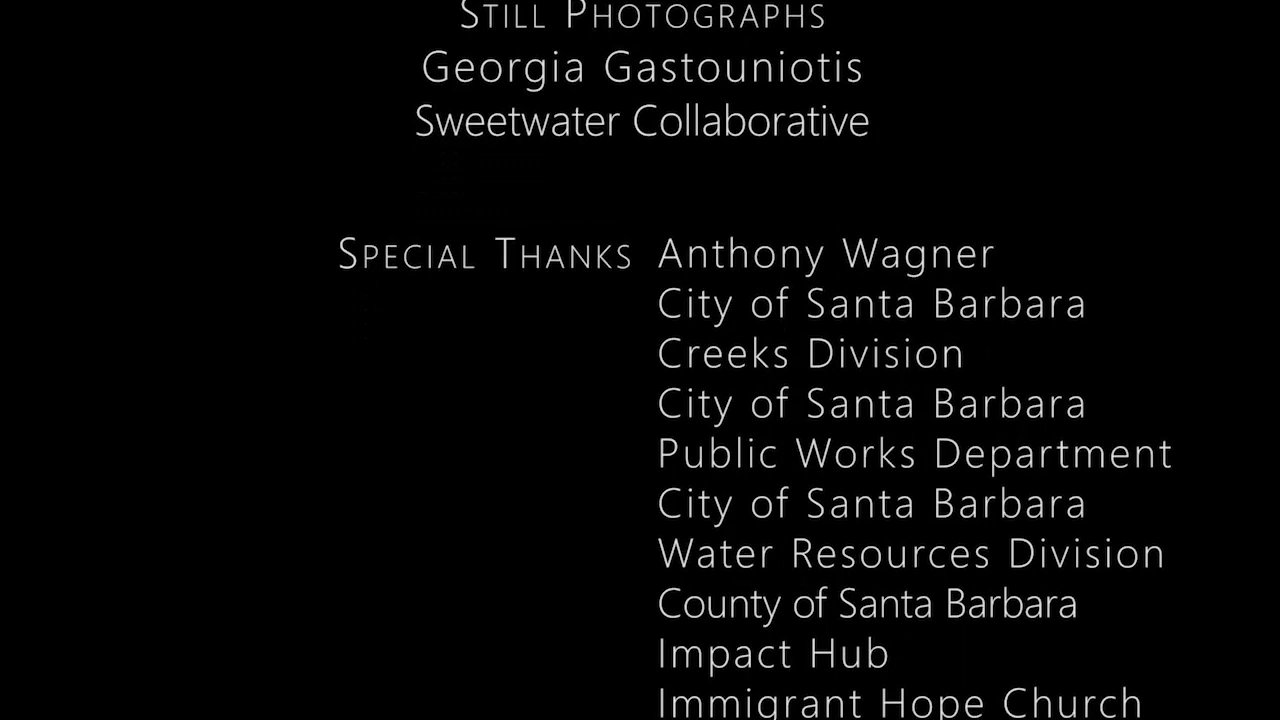 STILL PHOTOGRAPHS
Georgia Gastouniotis
Sweetwater Collaborative
SPECIAL THANKS Anthony Wagner
City of Santa Barbara
Creeks Division
City of Santa Barbara
Public Works Department
City of Santa Barbara
Water Resources Division
County of Santa Barbara
Impact Hub
Immigrant Hope Church